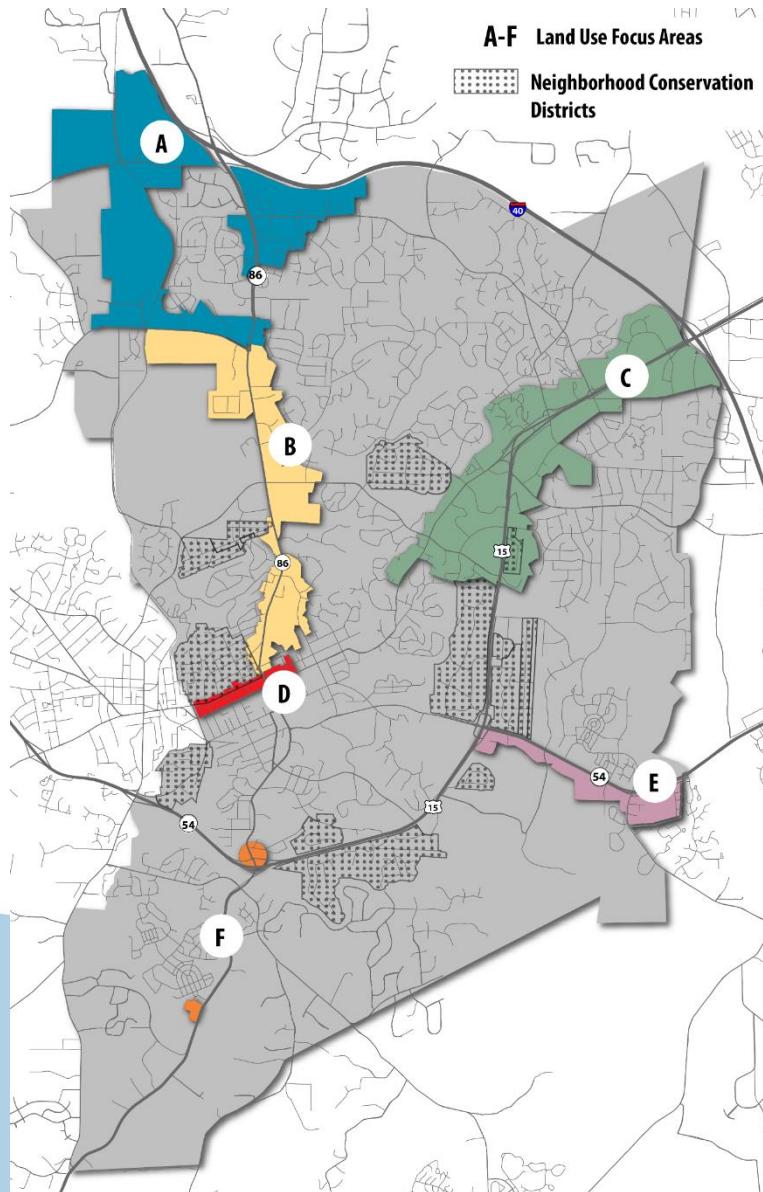 A-F Land Use Focus Areas
Neighborhood Conservation
Districts
A
40
86
C
B
15
86
D
E
54
15
54
F